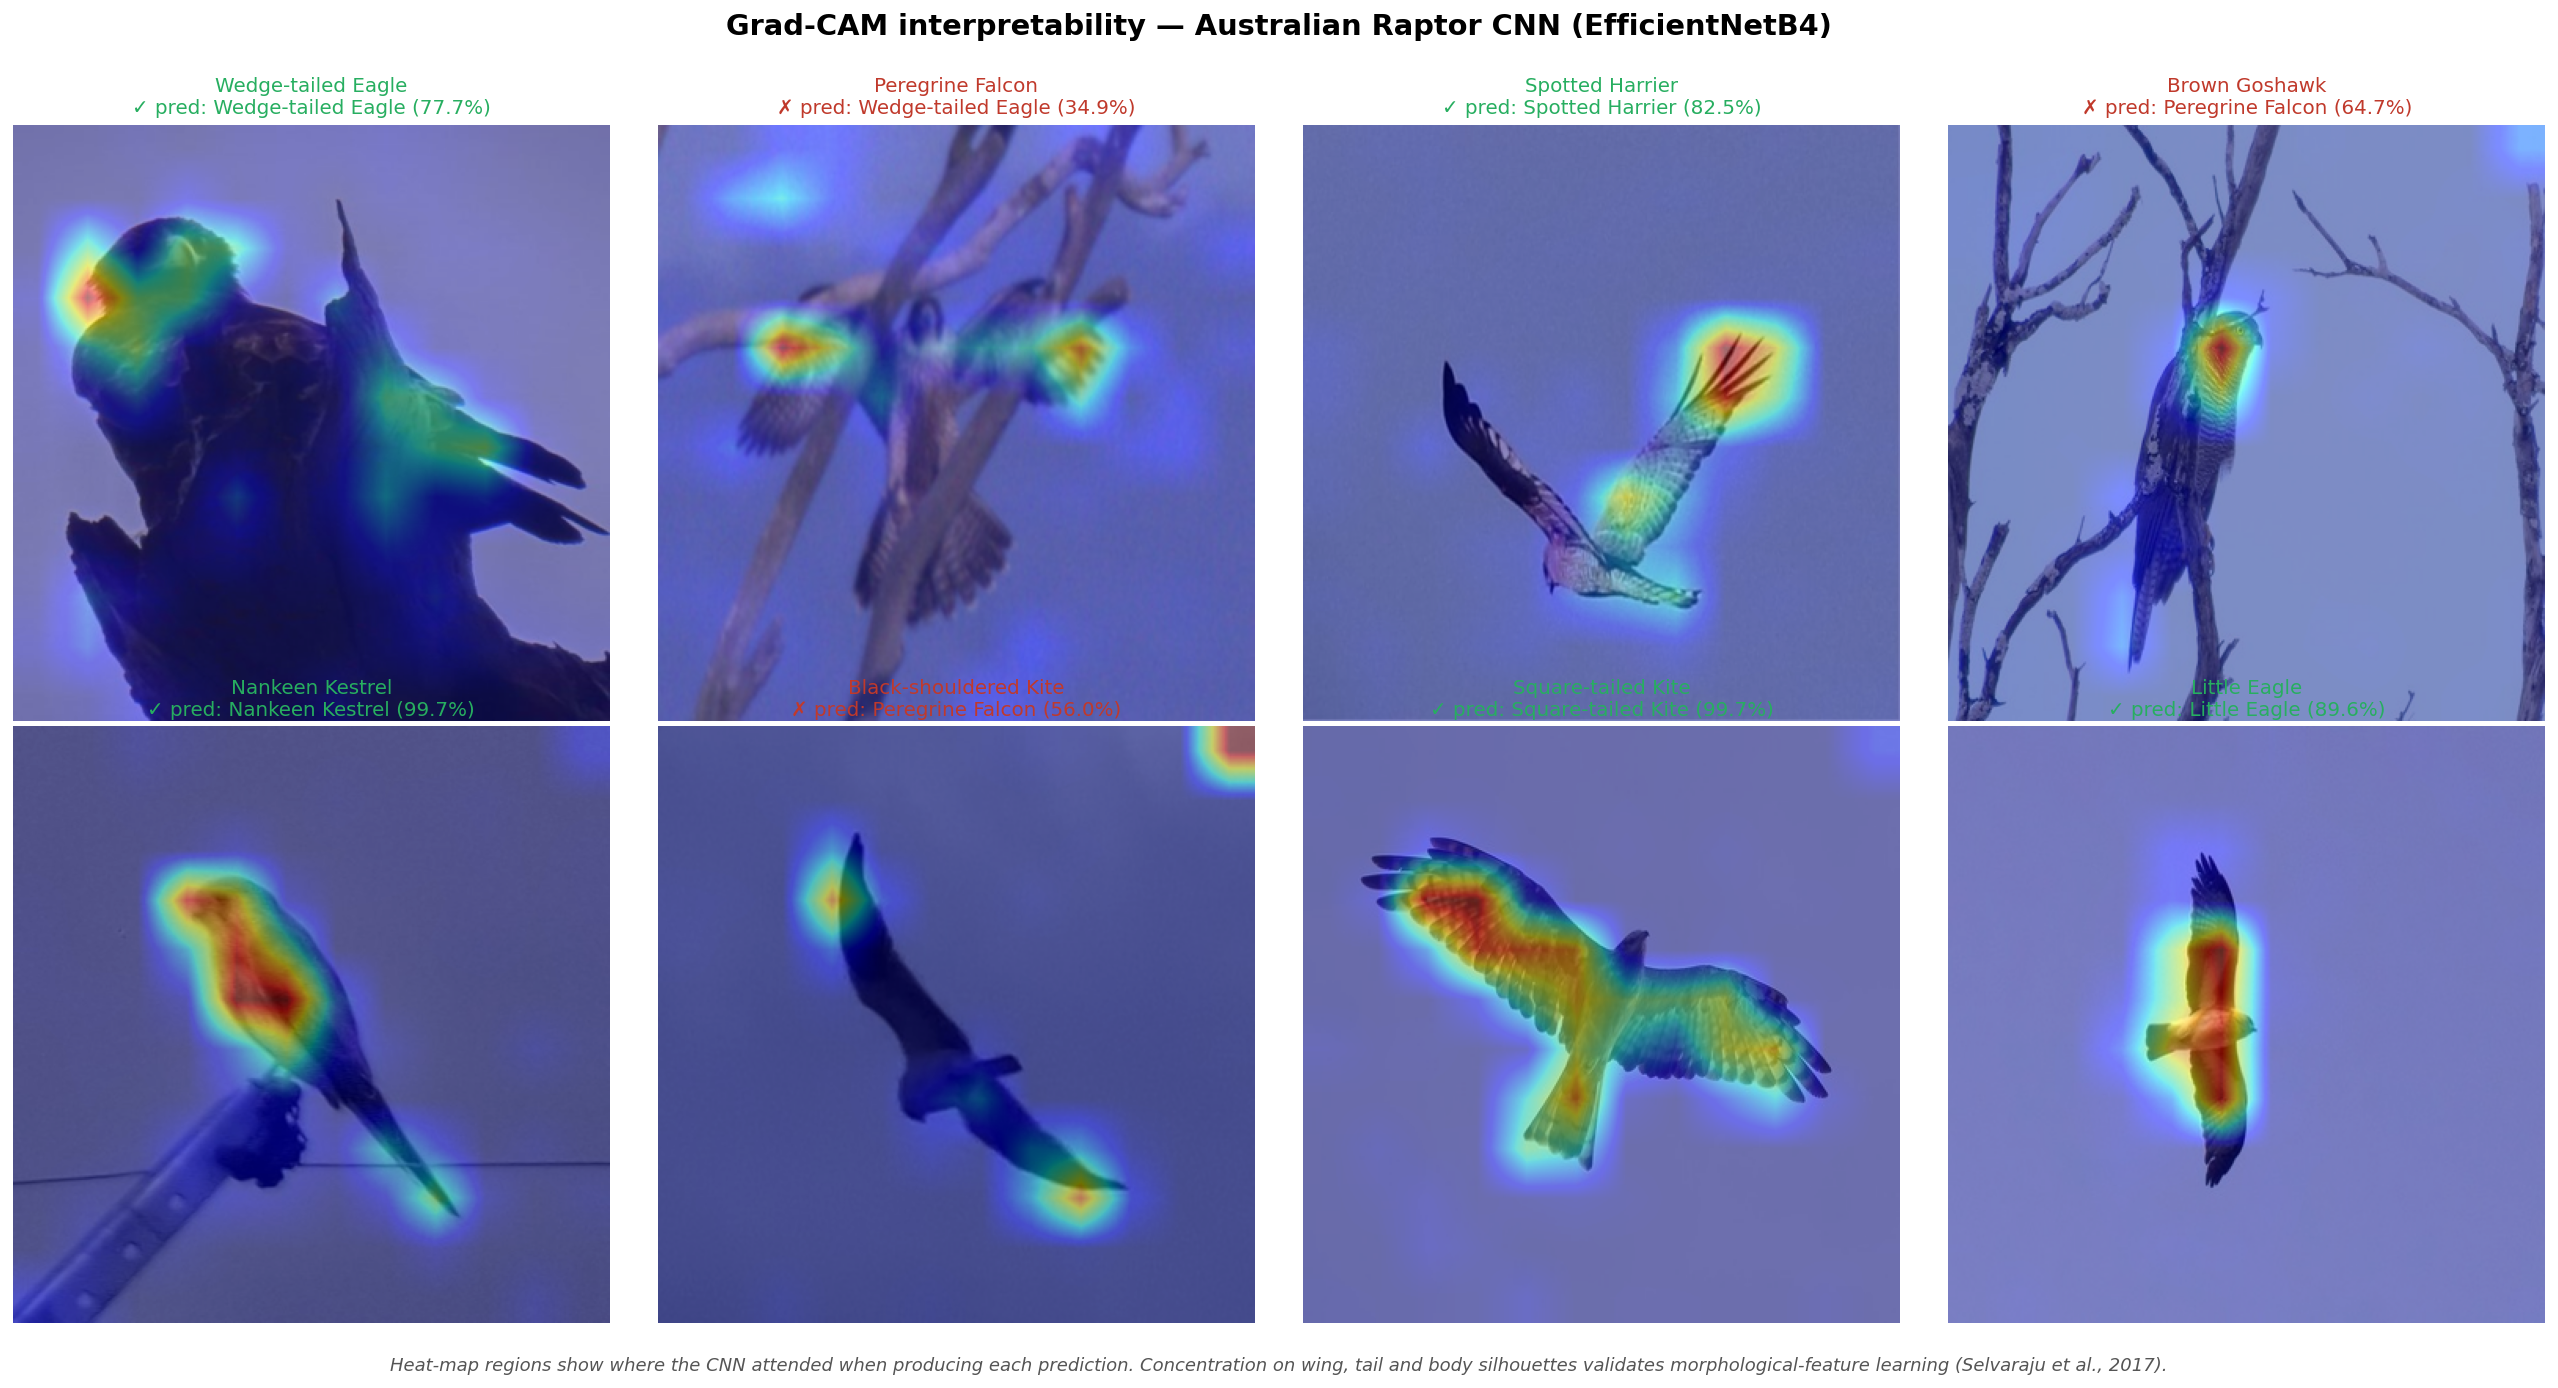 Grad-CAM interpretability — Australian Raptor CNN (EfficientNetB4)
Wedge-tailed Eagle
✓ pred: Wedge-tailed Eagle (77.7%)
Peregrine Falcon
✗ pred: Wedge-tailed Eagle (34.9%)
Spotted Harrier
✓ pred: Spotted Harrier (82.5%)
Brown Goshawk
✗ pred: Peregrine Falcon (64.7%)
Nankeen Kestrel
✓ pred: Nankeen Kestrel (99.7%)
Black-shouldered Kite
✗ pred: Peregrine Falcon (56.0%)
Square-tailed Kite
✓ pred: Square-tailed Kite (99.7%)
Little Eagle
✓ pred: Little Eagle (89.6%)
Heat-map regions show where the CNN attended when producing each prediction. Concentration on wing, tail and body silhouettes validates morphological-feature learning (Selvaraju et al., 2017).